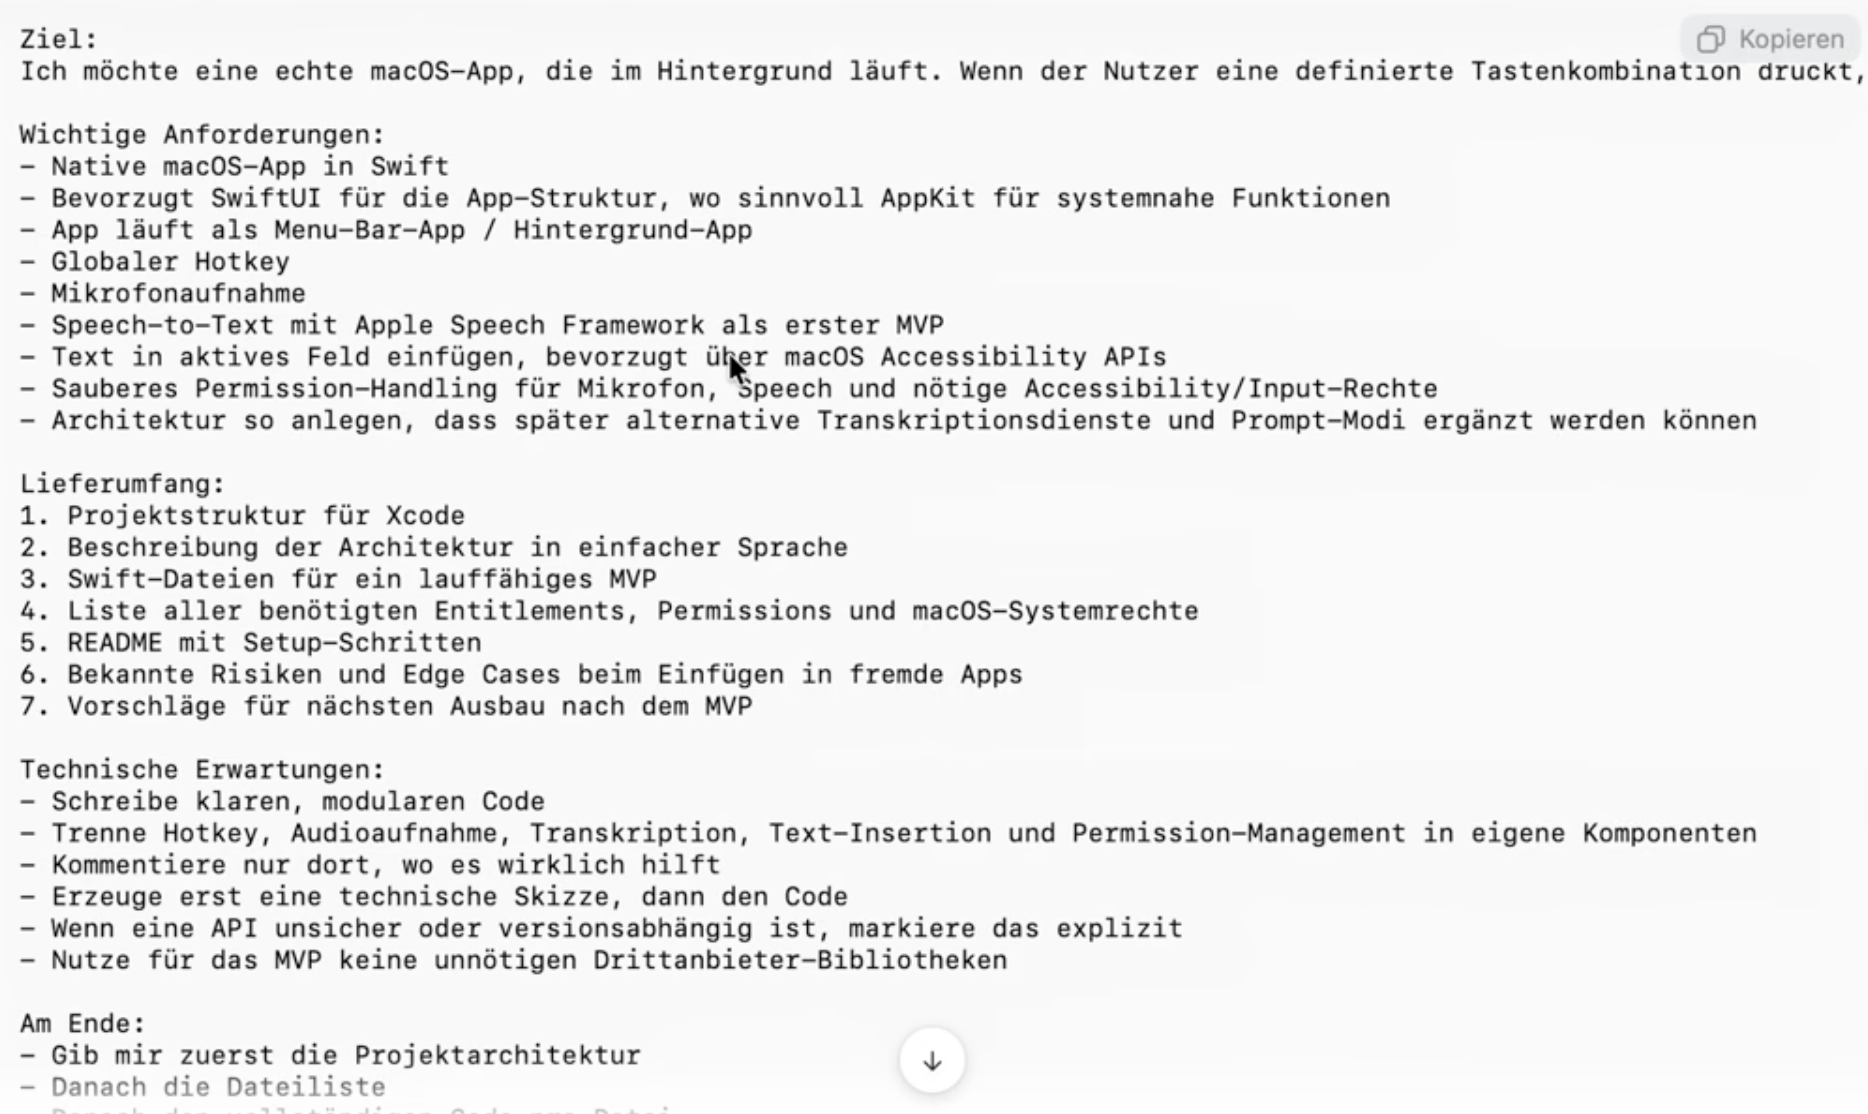 Ziel:
Kopieren
Ich möchte eine echte macOS-App, die im Hintergrund läuft. Wenn der Nutzer eine definierte Tastenkombination drückt,
Wichtige Anforderungen:
- Native macOS-App in Swift
- Bevorzugt SwiftUI für die App-Struktur, wo sinnvoll AppKit für systemnahe Funktionen
- App läuft als Menu-Bar-App / Hintergrund-App
- Globaler Hotkey
- Mikrofonaufnahme
- Speech-to-Text mit Apple Speech Framework als erster MVP
- Text in aktives Feld einfügen, bevorzugt über macOS Accessibility APIs
- Sauberes Permission-Handling für Mikrofon, Speech und nötige Accessibility/Input-Rechte
- Architektur so anlegen, dass später alternative Transkriptionsdienste und Prompt-Modi ergänzt werden können
Lieferumfang:
1. Projektstruktur für Xcode
2. Beschreibung der Architektur in einfacher Sprache
3. Swift-Dateien für ein lauffähiges MVP
4. Liste aller benötigten Entitlements, Permissions und macOS-Systemrechte
5. README mit Setup-Schritten
6. Bekannte Risiken und Edge Cases beim Einfügen in fremde Apps
7. Vorschläge für nächsten Ausbau nach dem MVP
Technische Erwartungen:
- Schreibe klaren, modularen Code
- Trenne Hotkey, Audioaufnahme, Transkription, Text-Insertion und Permission-Management in eigene Komponenten
- Kommentiere nur dort, wo es wirklich hilft
- Erzeuge erst eine technische Skizze, dann den Code
- Wenn eine API unsicher oder versionsabhängig ist, markiere das explizit
- Nutze für das MVP keine unnötigen Drittanbieter-Bibliotheken
Am Ende:
- Gib mir zuerst die Projektarchitektur
- Danach die Dateiliste